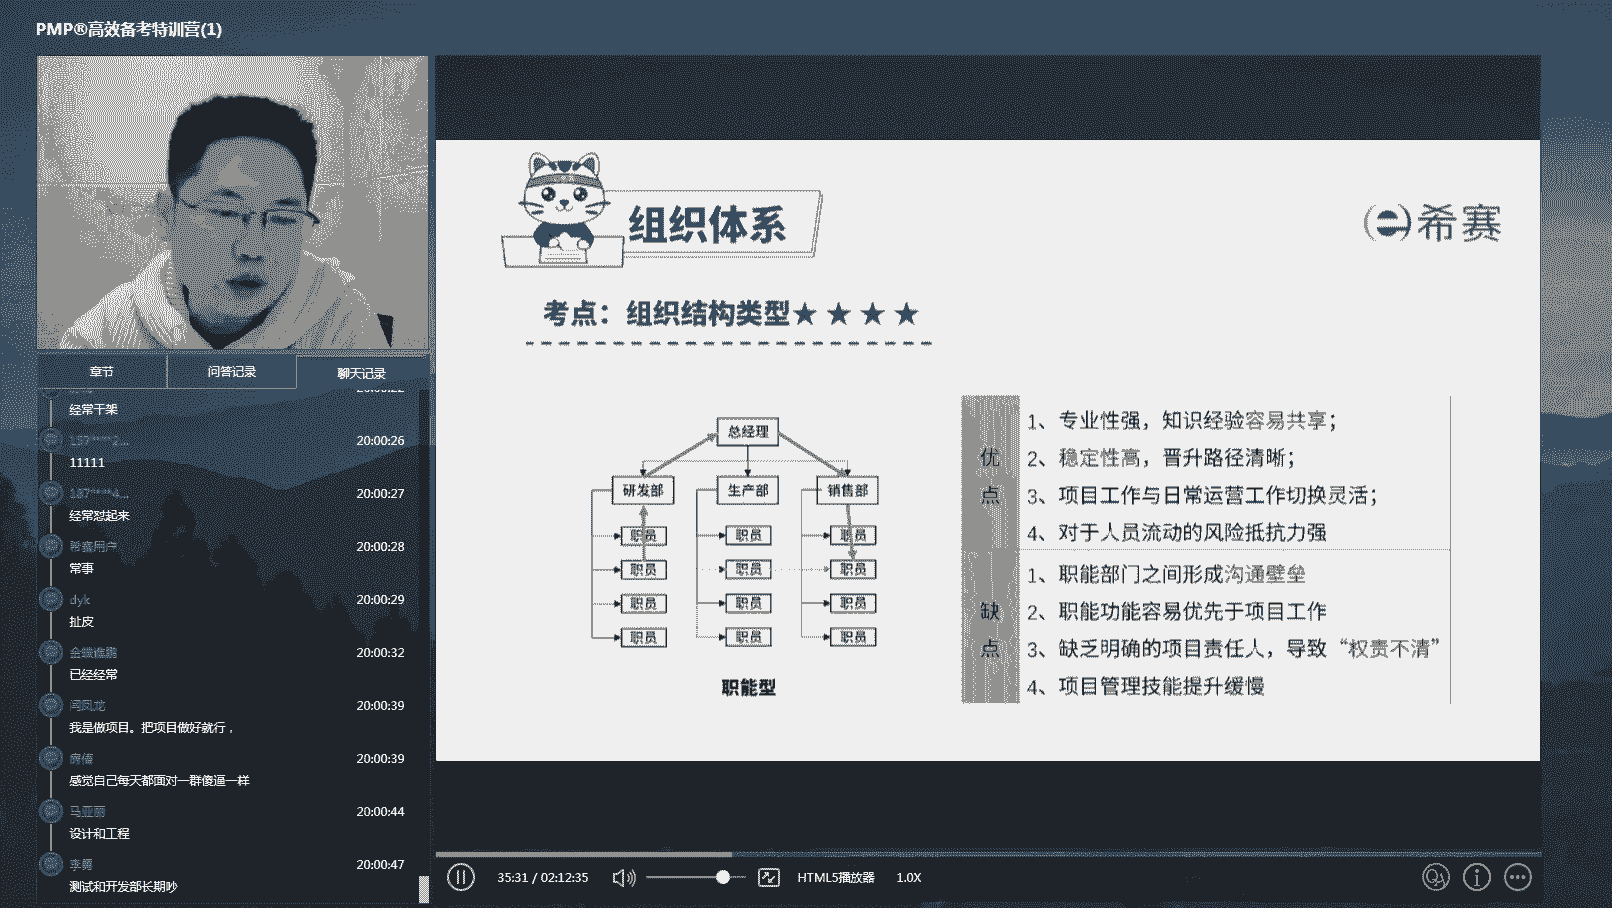 PMP®高效备考特训营(1)
章节
问答记录
聊天记录
经常干架
157****2...
20:00:26
11111
187****4...
20:00:27
经常怼起来
希赛用户
20:00:28
常事
dyk
20:00:29
扯皮
20:00:32
已经经常
闫凤龙
20:00:39
我是做项目。把项目做好就行，
20:00:39
感觉自己每天都面对一群傻逼一样
马亚丽
20:00:44
设计和工程
李勇
20:00:47
测试和开发部长期吵
组织体系
希赛
考点：组织结构类型★★★★
总经理
研发部
生产部
销售部
职员
职员
职员
职员
职员
职员
职员
职员
职员
职员
职员
职员
职能型
优点
1、专业性强，知识经验容易共享；
2、稳定性高，晋升路径清晰；
3、项目工作与日常运营工作切换灵活；
4、对于人员流动的风险抵抗力强
缺点
1、职能部门之间形成沟通壁垒
2、职能功能容易优先于项目工作
3、缺乏明确的项目责任人，导致“权责不清”
4、项目管理技能提升缓慢
35:31 / 02:12:35
HTML5播放器
1.0X